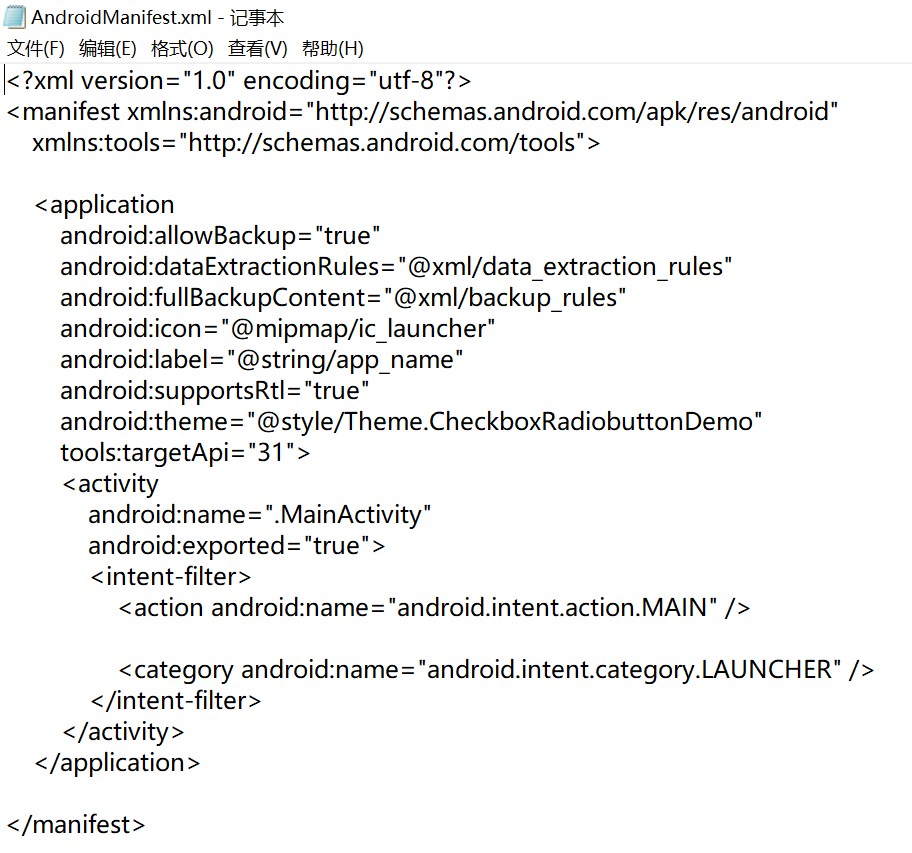 AndroidManifest.xml - 记事本
文件(F) 编辑(E) 格式(O) 查看(V) 帮助(H)
<?xml version="1.0" encoding="utf-8"?>
<manifest xmlns:android="http://schemas.android.com/apk/res/android"
    xmlns:tools="http://schemas.android.com/tools">

    <application
        android:allowBackup="true"
        android:dataExtractionRules="@xml/data_extraction_rules"
        android:fullBackupContent="@xml/backup_rules"
        android:icon="@mipmap/ic_launcher"
        android:label="@string/app_name"
        android:supportsRtl="true"
        android:theme="@style/Theme.CheckboxRadiobuttonDemo"
        tools:targetApi="31">
        <activity
            android:name=".MainActivity"
            android:exported="true">
            <intent-filter>
                <action android:name="android.intent.action.MAIN" />

                <category android:name="android.intent.category.LAUNCHER" />
            </intent-filter>
        </activity>
    </application>

</manifest>